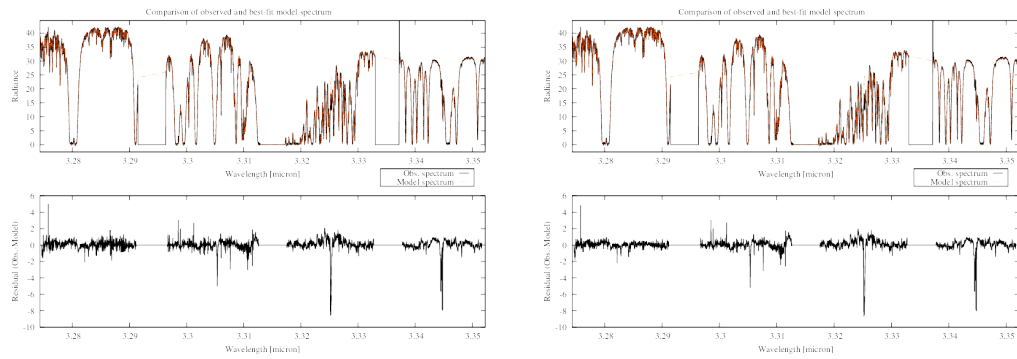 Comparison of observed and best-fit model spectrum
40
35
30
25
20
15
10
5
0
Radiance
3.28 3.29 3.3 3.31 3.32 3.33 3.34 3.35
Wavelength [micron]
Obs. spectrum
Model spectrum
6
4
2
0
-2
-4
-6
-8
-10
Residual (Obs.-Model)
3.28 3.29 3.3 3.31 3.32 3.33 3.34 3.35
Wavelength [micron]
Comparison of observed and best-fit model spectrum
40
35
30
25
20
15
10
5
0
Radiance
3.28 3.29 3.3 3.31 3.32 3.33 3.34 3.35
Wavelength [micron]
Obs. spectrum
Model spectrum
6
4
2
0
-2
-4
-6
-8
-10
Residual (Obs.-Model)
3.28 3.29 3.3 3.31 3.32 3.33 3.34 3.35
Wavelength [micron]